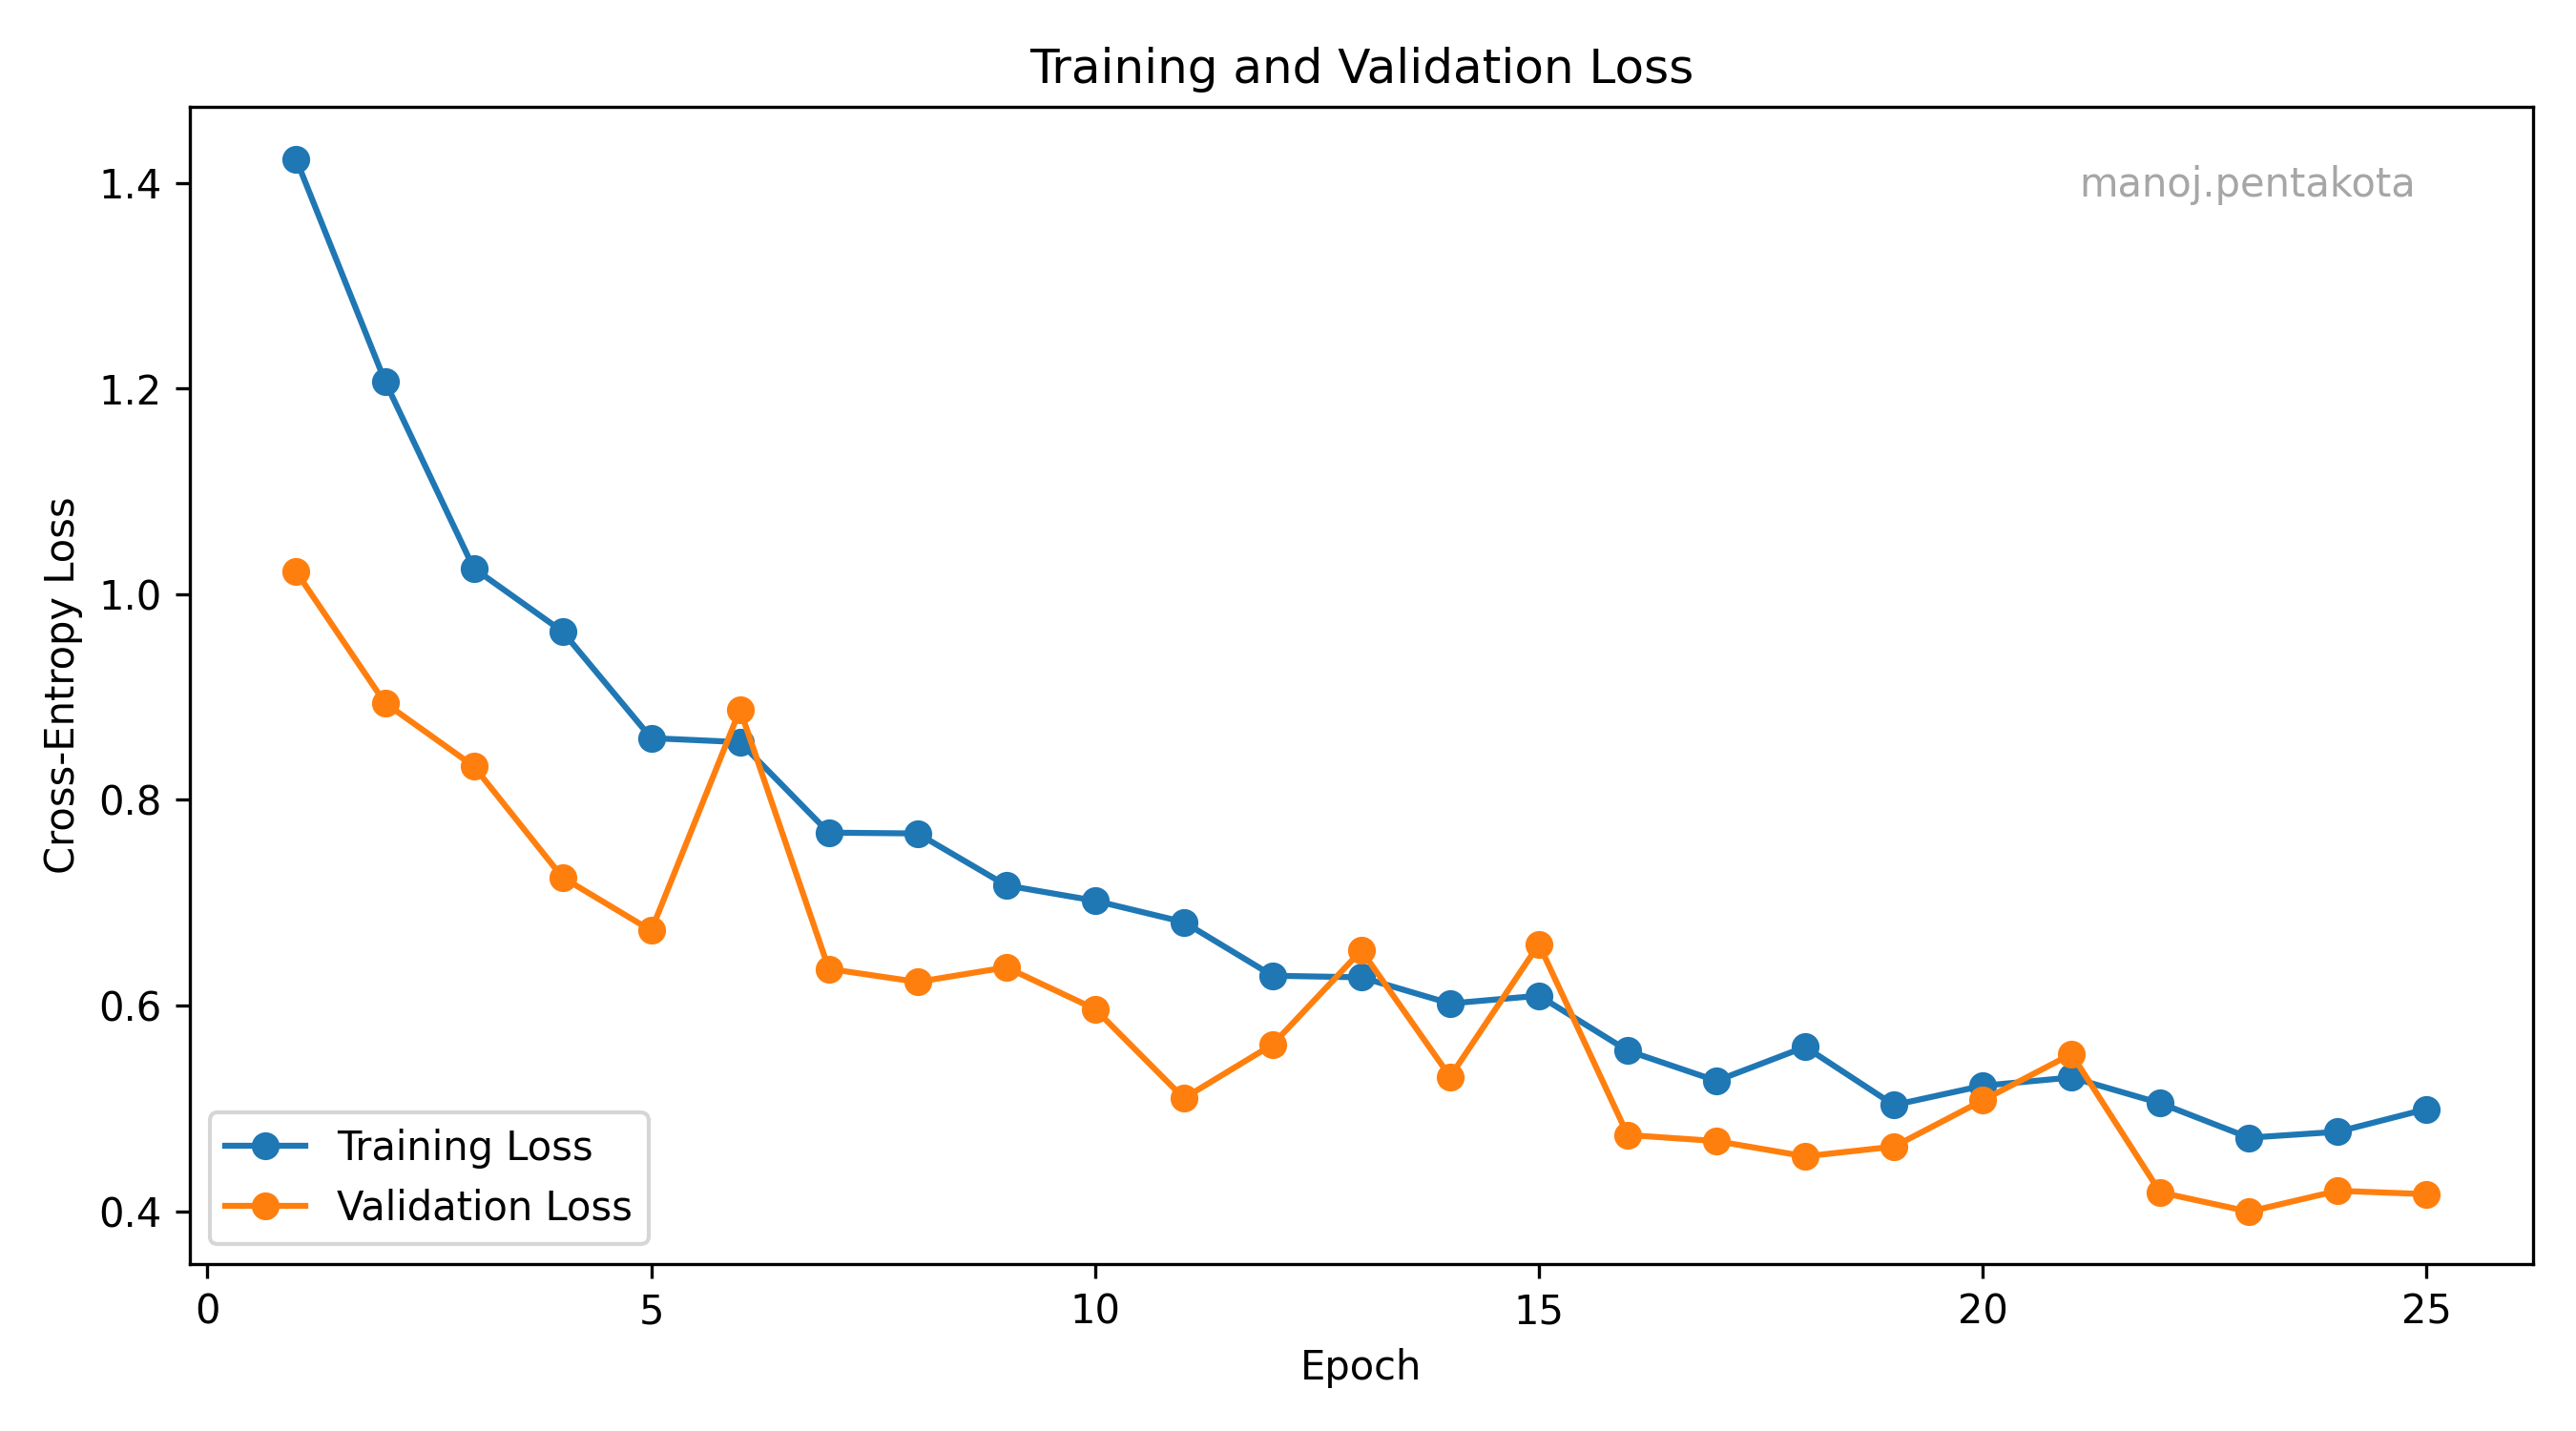 Training and Validation Loss
manoj.pentakota
Cross-Entropy Loss
1.4
1.2
1.0
0.8
0.6
0.4
Training Loss
Validation Loss
0 5 10 15 20 25
Epoch